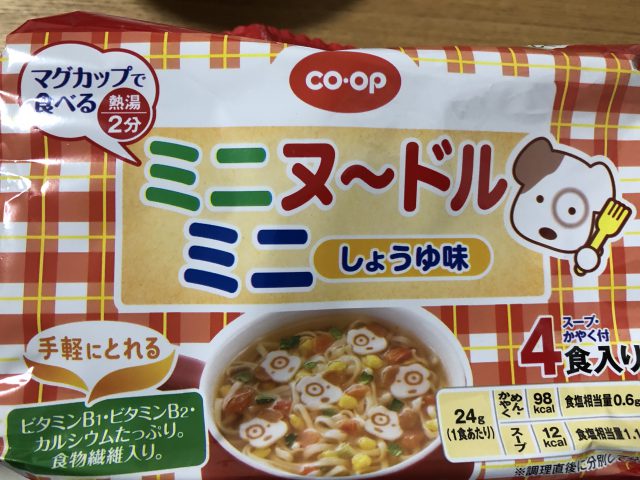 マグカップで
食べる
熱湯
2分
CO·OP
ミニヌ〜ドル
ミニ
しょうゆ味
スープ・
かやく付
4食入り
手軽にとれる
ビタミンB1・ビタミンB2・
カルシウムたっぷり。
食物繊維入り。
24g
(1食あたり)
めん・かやく 98kcal 食塩相当量0.6g
スープ 12kcal 食塩相当量1.1
※調理直後に分別し